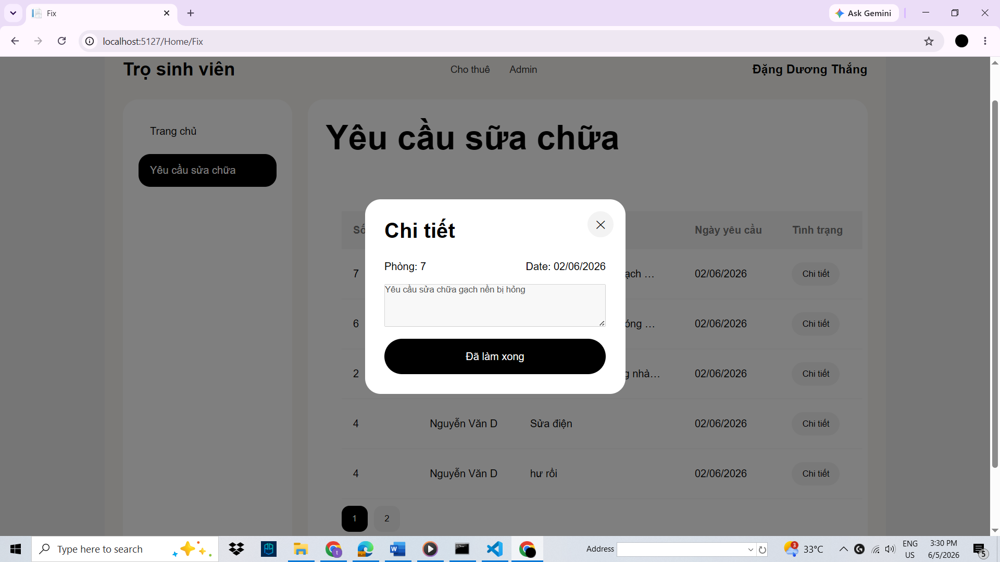 Fix
Ask Gemini
localhost:5127/Home/Fix
Trọ sinh viên
Cho thuê
Admin
Đặng Dương Thắng
Trang chủ
Yêu cầu sửa chữa
Yêu cầu sữa chữa
Số
Ngày yêu cầu
Tình trạng
Chi tiết
Phòng: 7
Date: 02/06/2026
Yêu cầu sửa chữa gạch nền bị hỏng
Đã làm xong
7
ạch ...
02/06/2026
Chi tiết
6
óng ...
02/06/2026
Chi tiết
2
g nhà...
02/06/2026
Chi tiết
4 Nguyễn Văn D Sửa điện 02/06/2026 Chi tiết
4 Nguyễn Văn D hư rồi 02/06/2026 Chi tiết
1 2
Type here to search
Address
3
33°C
ENG
US
3:30 PM
6/5/2026
5